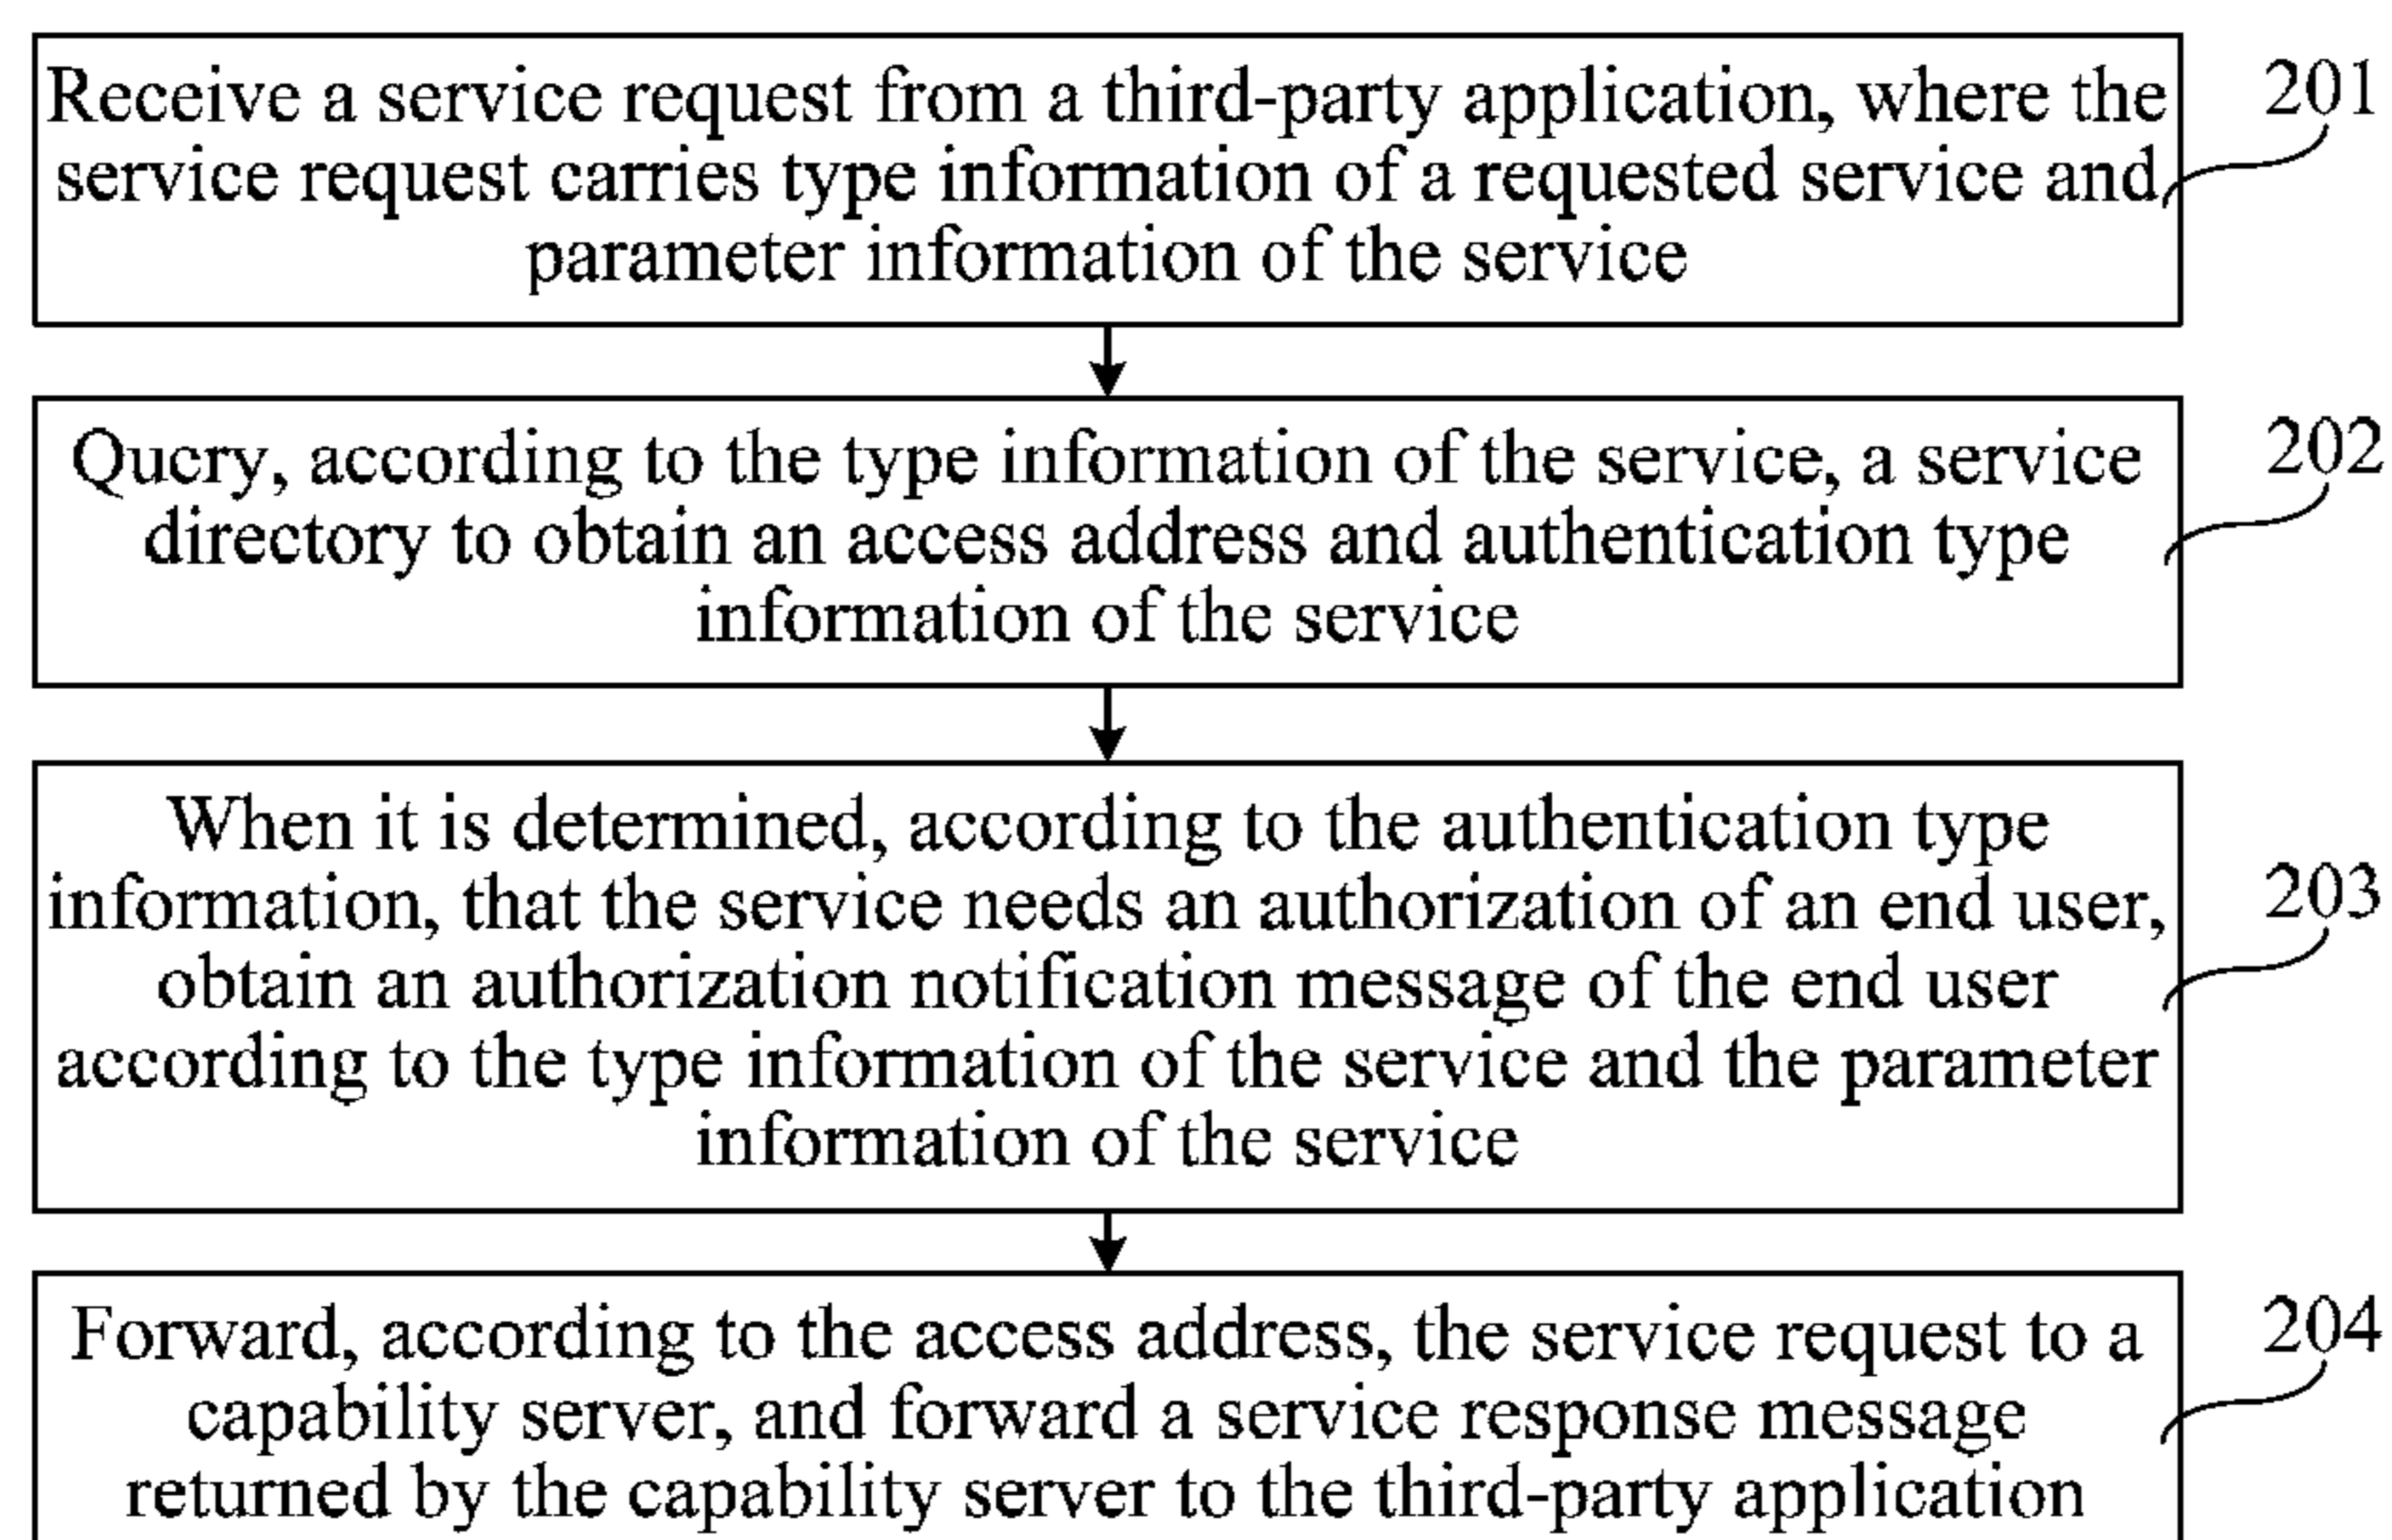 Receive a service request from a third-party application, where the
service request carries type information of a requested service and
parameter information of the service
201
Qucry, according to the type information of the service, a service
directory to obtain an access address and authentication type
information of the service
202
When it is determined, according to the authentication type
information, that the service needs an authorization of an end user,
obtain an authorization notification message of the end user
according to the type information of the service and the parameter
information of the service
203
Forward, according to the access address, the service request to a
capability server, and forward a service response message
returned by the capability server to the third-party application
204